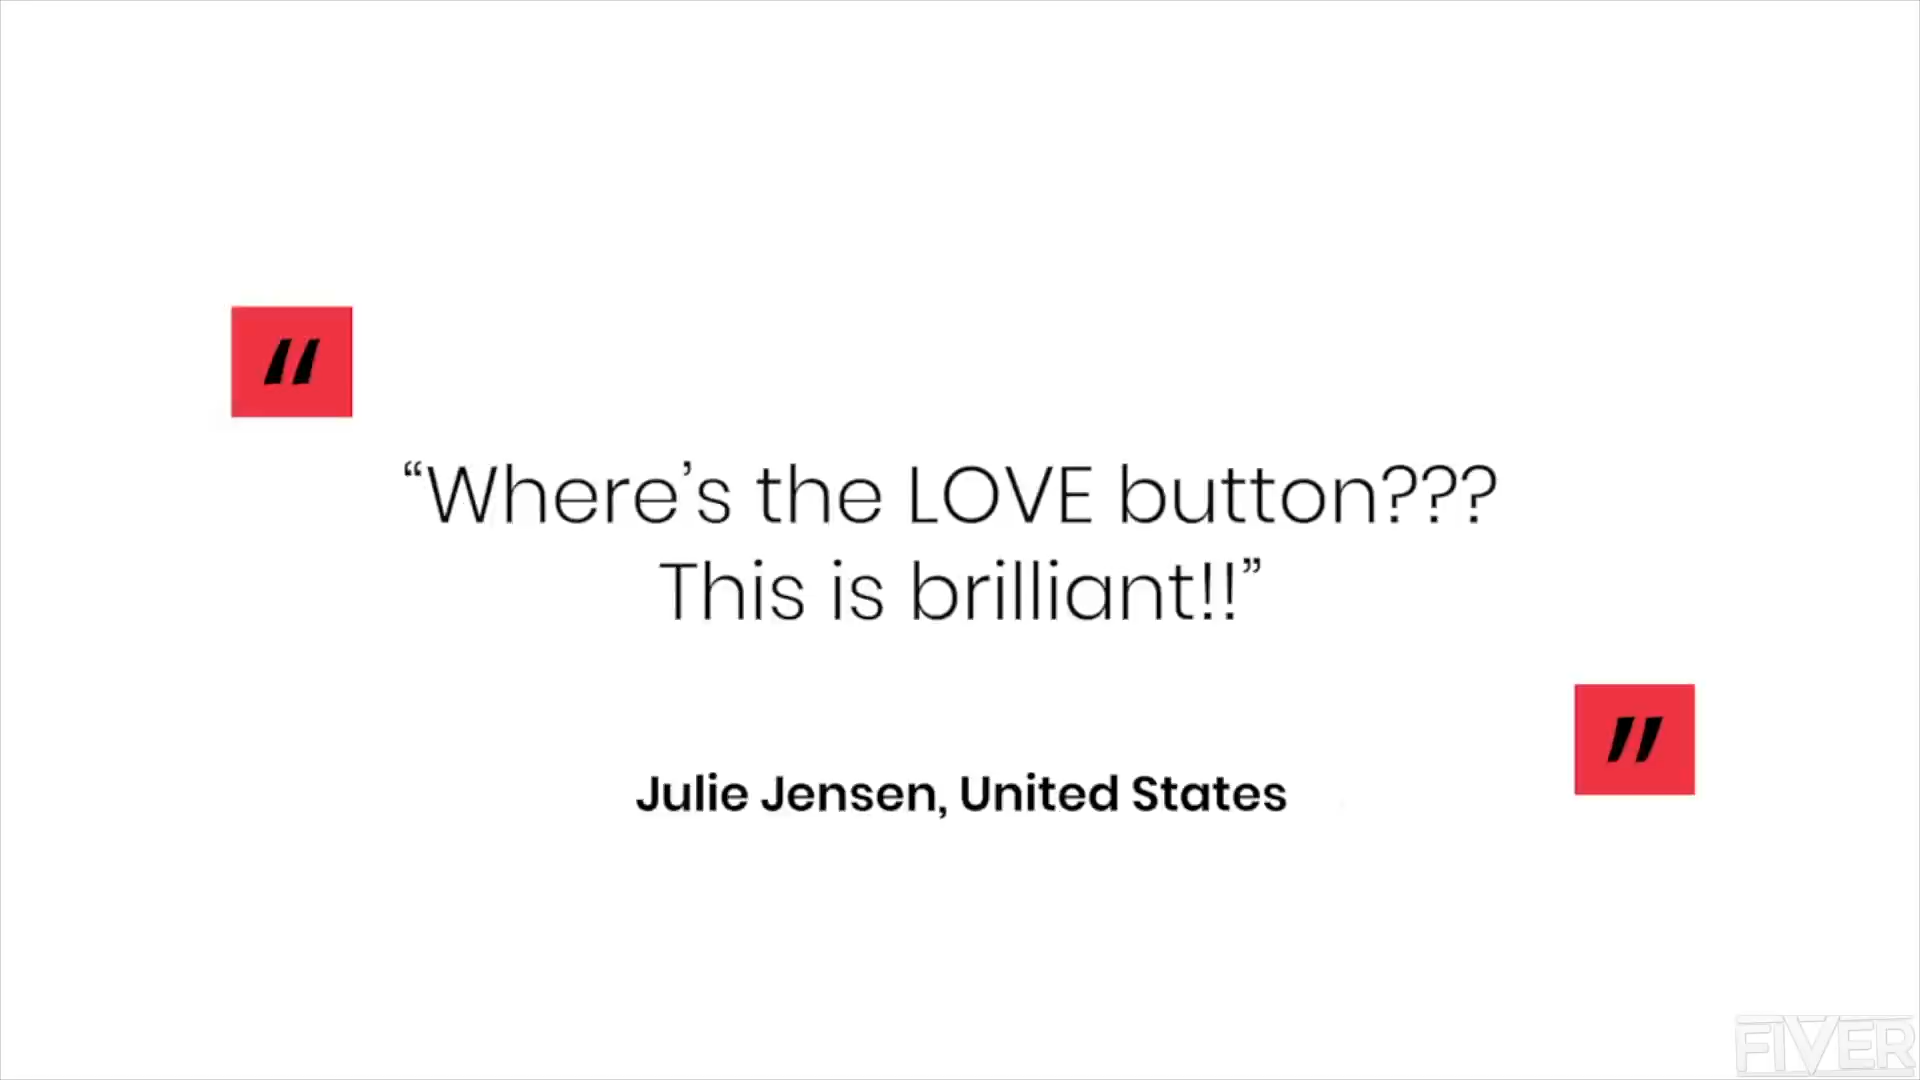 “
“Where’s the LOVE button???
This is brilliant!!”
”
Julie Jensen, United States
FIVER